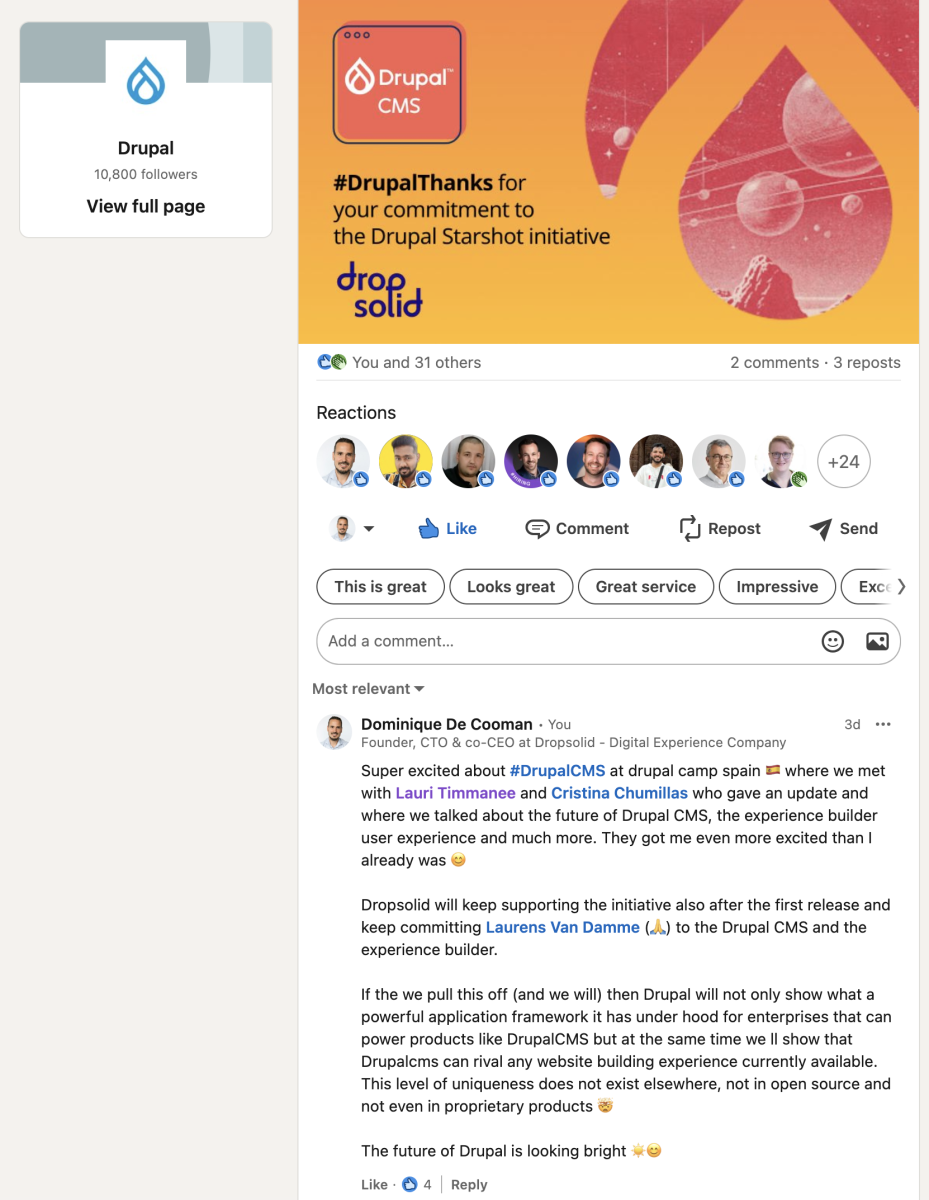 Drupal
10,800 followers
View full page
Drupal™
CMS
#DrupalThanks for
your commitment to
the Drupal Starshot initiative
drop
solid
You and 31 others
2 comments · 3 reposts
Reactions
+24
Like
Comment
Repost
Send
This is great
Looks great
Great service
Impressive
Exce
Add a comment...
Most relevant
Dominique De Cooman · You
3d
Founder, CTO & co-CEO at Dropsolid - Digital Experience Company
Super excited about #DrupalCMS at drupal camp spain 🇪🇸 where we met
with Lauri Timmanee and Cristina Chumillas who gave an update and
where we talked about the future of Drupal CMS, the experience builder
user experience and much more. They got me even more excited than I
already was 😊
Dropsolid will keep supporting the initiative also after the first release and
keep committing Laurens Van Damme (🙏) to the Drupal CMS and the
experience builder.
If the we pull this off (and we will) then Drupal will not only show what a
powerful application framework it has under hood for enterprises that can
power products like DrupalCMS but at the same time we ll show that
Drupalcms can rival any website building experience currently available.
This level of uniqueness does not exist elsewhere, not in open source and
not even in proprietary products 🤯
The future of Drupal is looking bright ☀️😊
Like · 4 | Reply